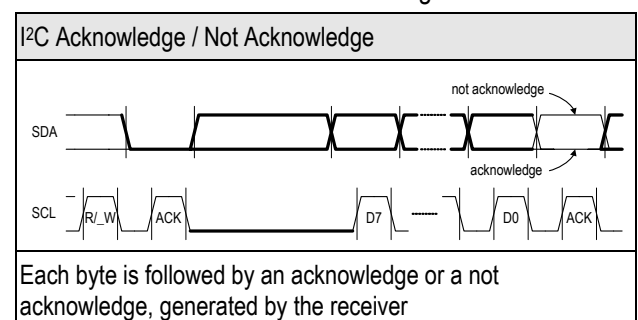 I²C Acknowledge / Not Acknowledge
not acknowledge
SDA
acknowledge
SCL R/_W ACK D7 D0 ACK
Each byte is followed by an acknowledge or a not
acknowledge, generated by the receiver